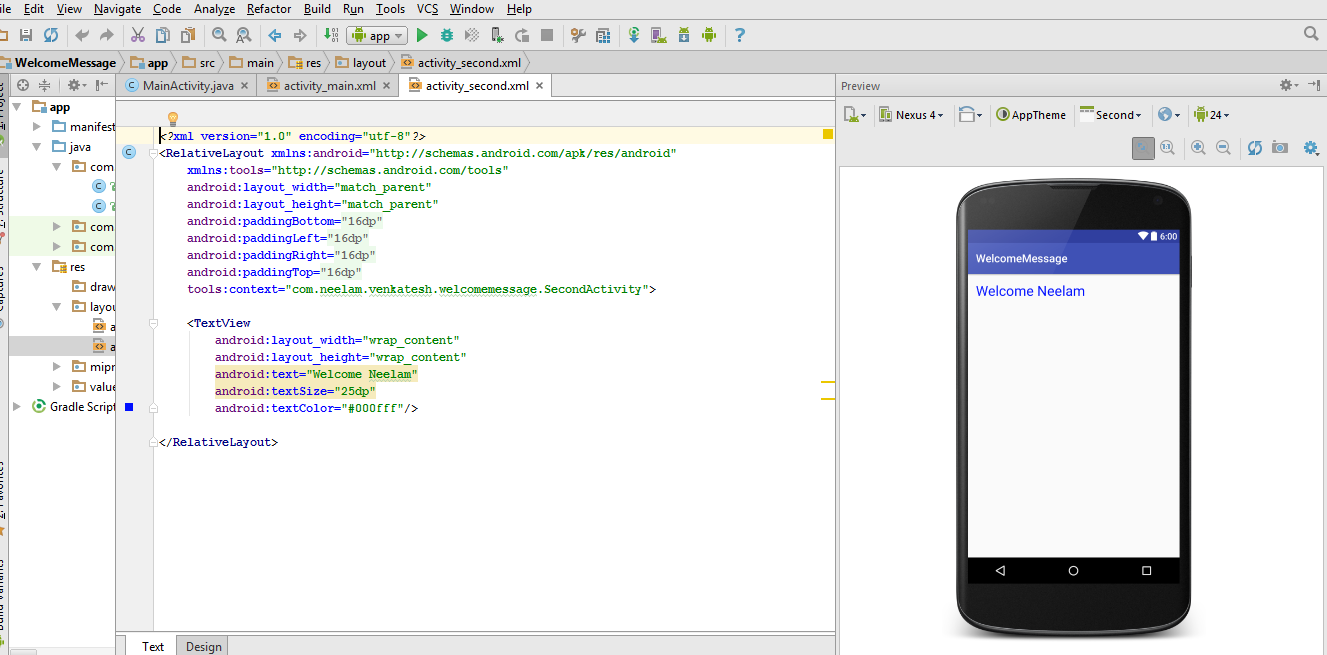 ile Edit View Navigate Code Analyze Refactor Build Run Tools VCS Window Help
app
WelcomeMessage app src main res layout activity_second.xml
MainActivity.java activity_main.xml activity_second.xml Preview
Nexus 4 AppTheme Second 24
app
manifest
java
com
com
com
res
draw
layou
mipr
value
Gradle Script
<?xml version="1.0" encoding="utf-8"?>
<RelativeLayout xmlns:android="http://schemas.android.com/apk/res/android"
xmlns:tools="http://schemas.android.com/tools"
android:layout_width="match_parent"
android:layout_height="match_parent"
android:paddingBottom="16dp"
android:paddingLeft="16dp"
android:paddingRight="16dp"
android:paddingTop="16dp"
tools:context="com.neelam.venkatesh.welcomemessage.SecondActivity">
<TextView
android:layout_width="wrap_content"
android:layout_height="wrap_content"
android:text="Welcome Neelam"
android:textSize="25dp"
android:textColor="#000fff"/>
</RelativeLayout>
Text Design
6:00
WelcomeMessage
Welcome Neelam